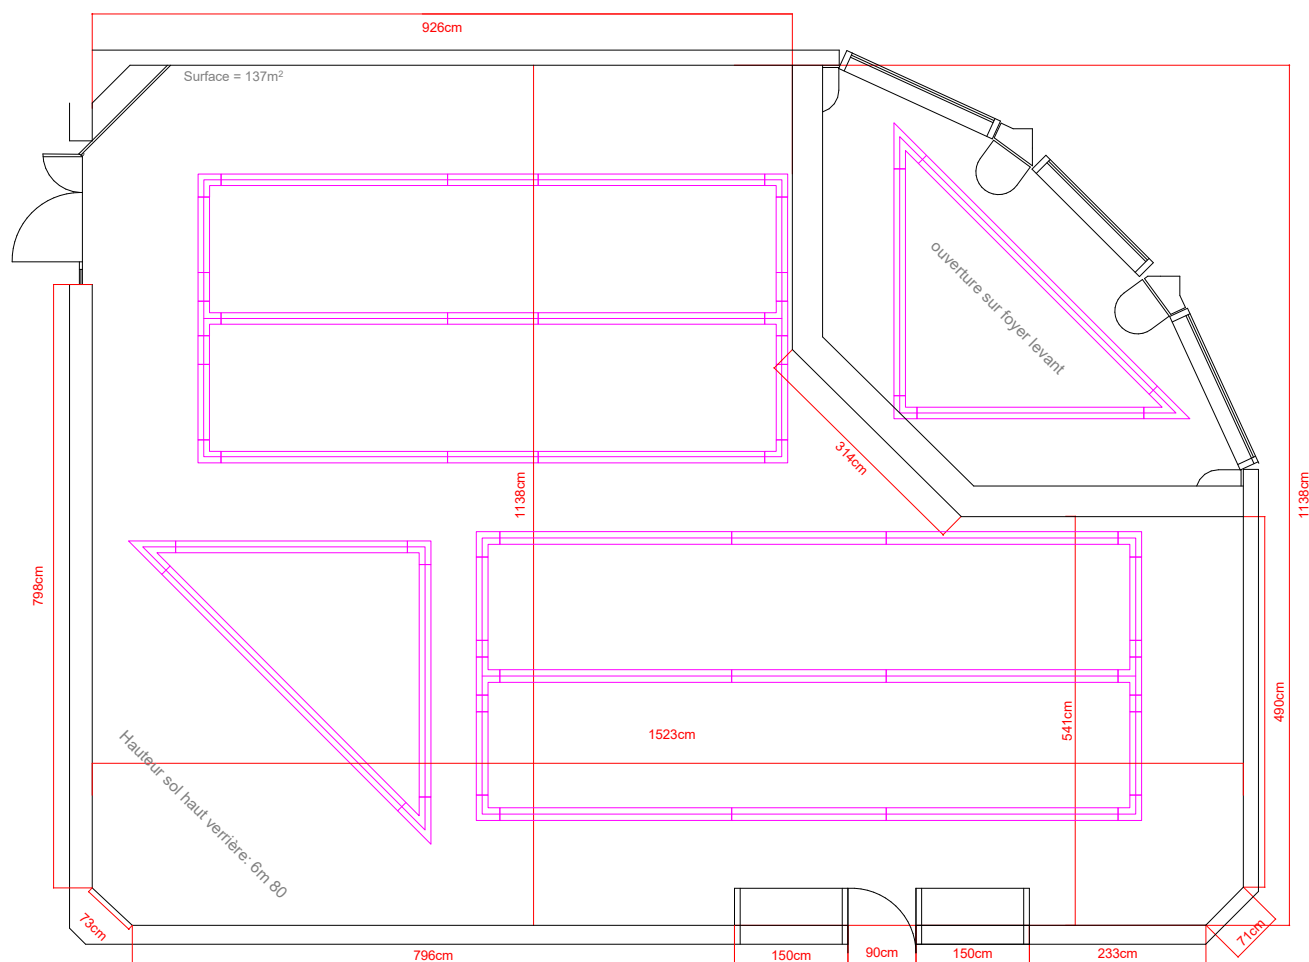 926cm
Surface = 137m²
ouverture sur foyer levant
314cm
1138cm
1138cm
798cm
490cm
541cm
1523cm
Hauteur sol haut verrière: 6m 80
73cm
796cm
150cm
90cm
150cm
233cm
71cm